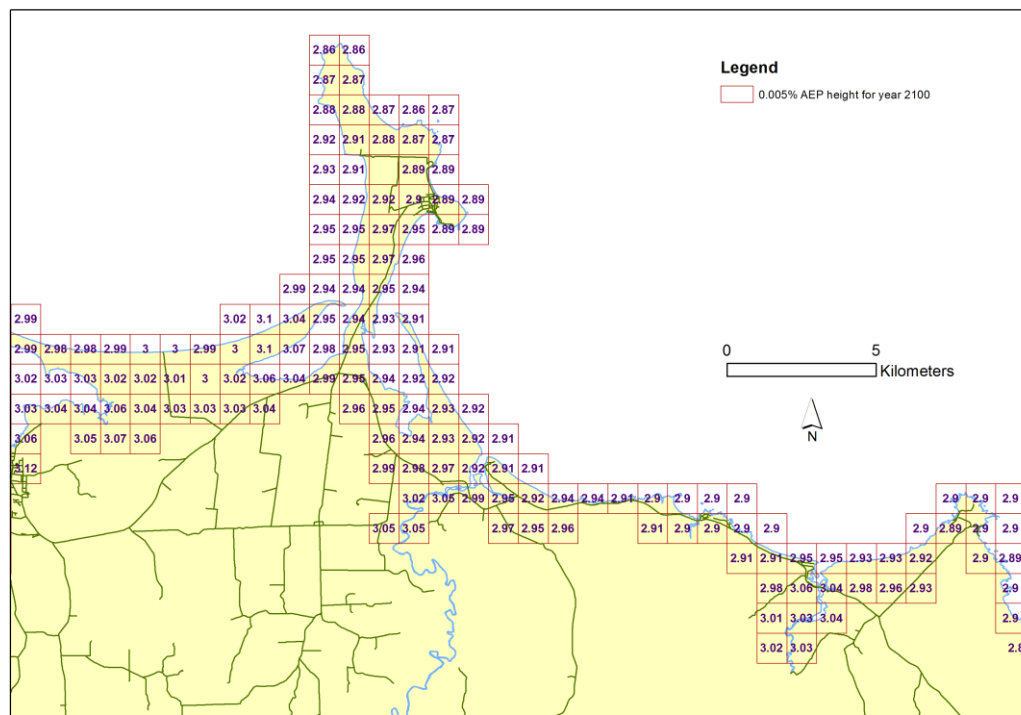 2.86 2.86
2.87 2.87
Legend
0.005% AEP height for year 2100
2.88 2.88 2.87 2.86 2.87
2.92 2.91 2.88 2.87 2.87
2.93 2.91 2.89 2.89
2.94 2.92 2.92 2.9 2.89 2.89
2.95 2.95 2.97 2.95 2.89 2.89
2.95 2.95 2.97 2.96
2.99 2.94 2.94 2.95 2.94
2.99 3.02 3.1 3.04 2.95 2.94 2.93 2.91
2.99 2.98 2.98 2.99 3 3 2.99 3 3.1 3.07 2.98 2.95 2.93 2.91 2.91
0 5
Kilometers
3.02 3.03 3.03 3.02 3.02 3.01 3 3.02 3.06 3.04 2.99 2.95 2.94 2.92 2.92
3.03 3.04 3.04 3.06 3.04 3.03 3.03 3.03 3.04 2.96 2.95 2.94 2.93 2.92
N
3.06 3.05 3.07 3.06 2.96 2.94 2.93 2.92 2.91
3.12 2.99 2.98 2.97 2.92 2.91 2.91
3.02 3.05 2.99 2.95 2.92 2.94 2.94 2.91 2.9 2.9 2.9 2.9 2.9 2.9 2.9
3.05 3.05 2.97 2.95 2.96 2.91 2.9 2.9 2.9 2.9 2.9 2.89 2.9 2.9
2.91 2.91 2.95 2.95 2.93 2.93 2.92 2.9 2.89
2.98 3.06 3.04 2.98 2.96 2.93 2.9
3.01 3.03 3.04 2.9
3.02 3.03